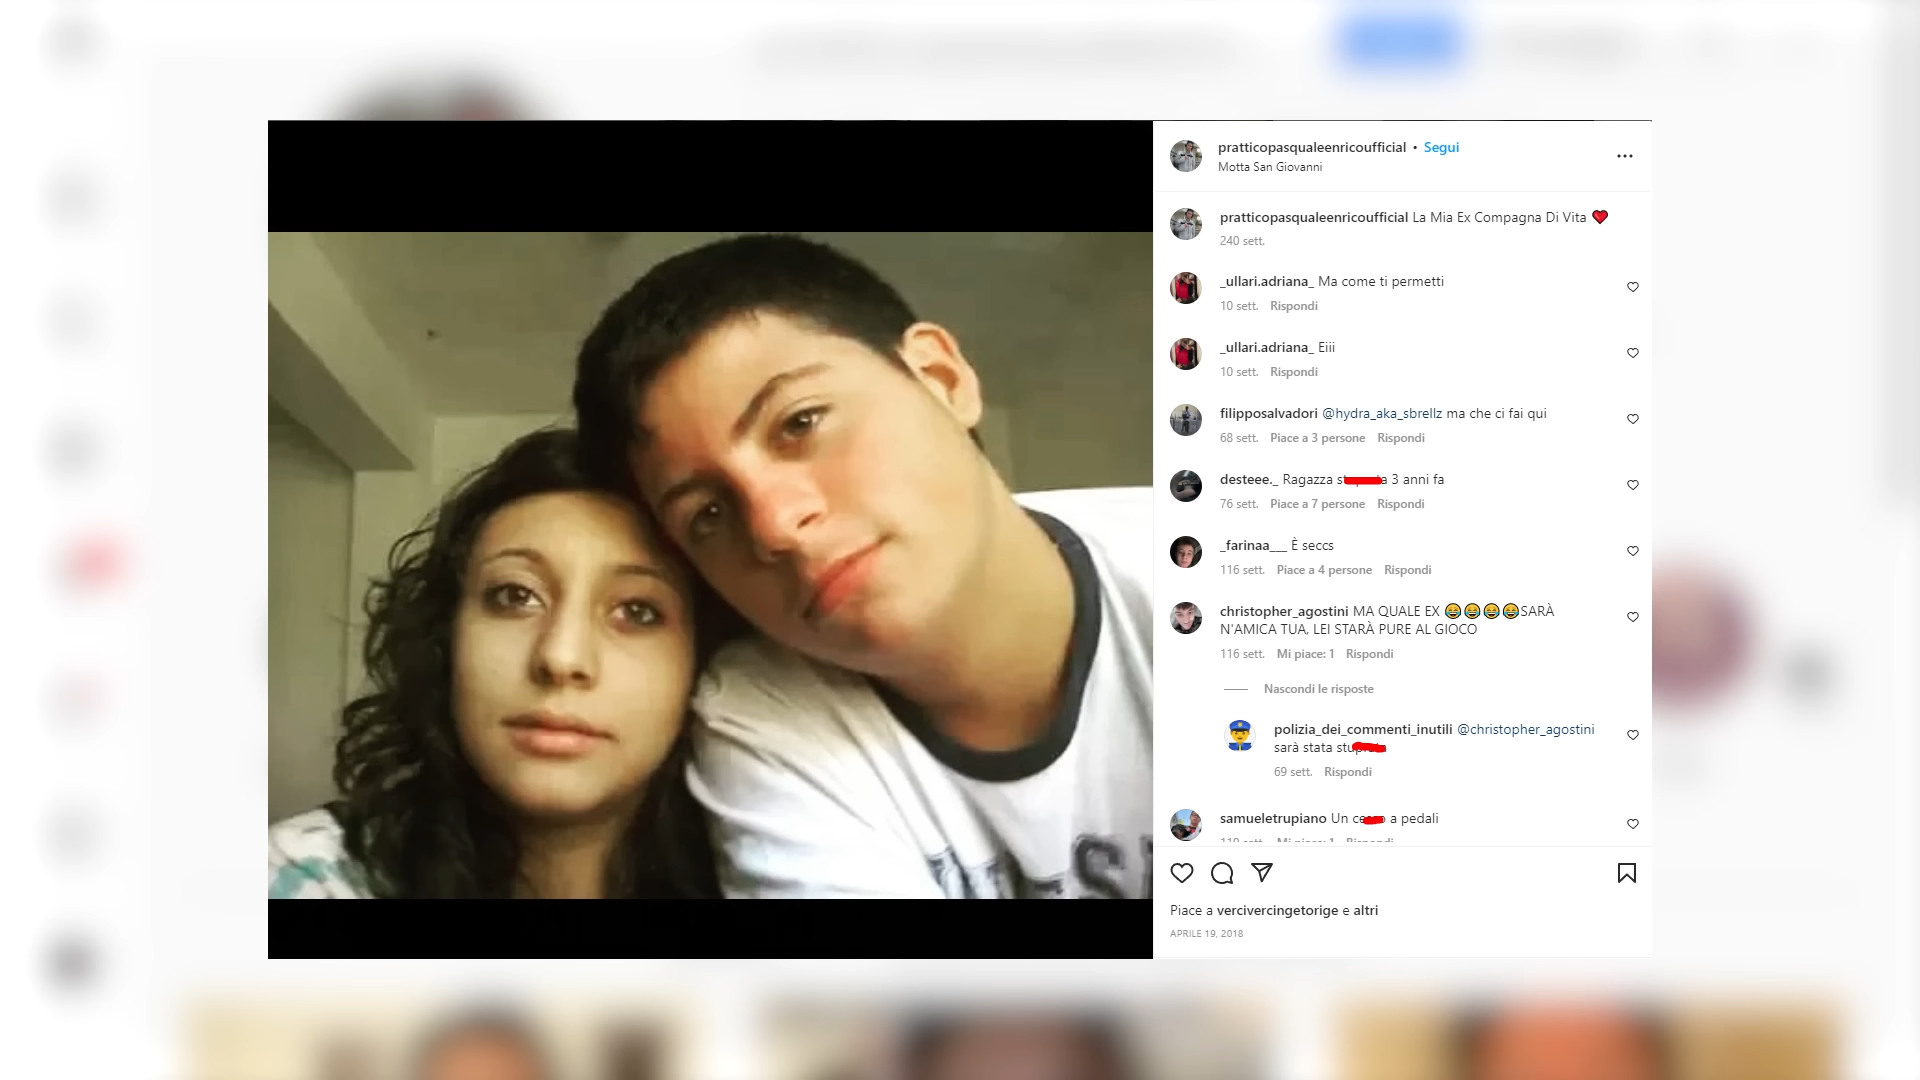 pratticopasqualeenricoufficial • Segui
Motta San Giovanni
pratticopasqualeenricoufficial La Mia Ex Compagna Di Vita ❤
240 sett.
_ullari.adriana_ Ma come ti permetti
10 sett. Rispondi
_ullari.adriana_ Eiii
10 sett. Rispondi
filipposalvadori @hydra_aka_sbrellz ma che ci fai qui
68 sett. Piace a 3 persone Rispondi
desteee._ Ragazza 3 anni fa
76 sett. Piace a 7 persone Rispondi
_farinaa___ È seccs
116 sett. Piace a 4 persone Rispondi
christopher_agostini MA QUALE EX 😂😂😂😂SARÀ
N'AMICA TUA, LEI STARÀ PURE AL GIOCO
116 sett. Mi piace: 1 Rispondi
Nascondi le risposte
polizia_dei_commenti_inutili @christopher_agostini
sarà stata
69 sett. Rispondi
samueletrupiano Un a pedali
Piace a vercivercingetorige e altri
APRILE 19, 2018